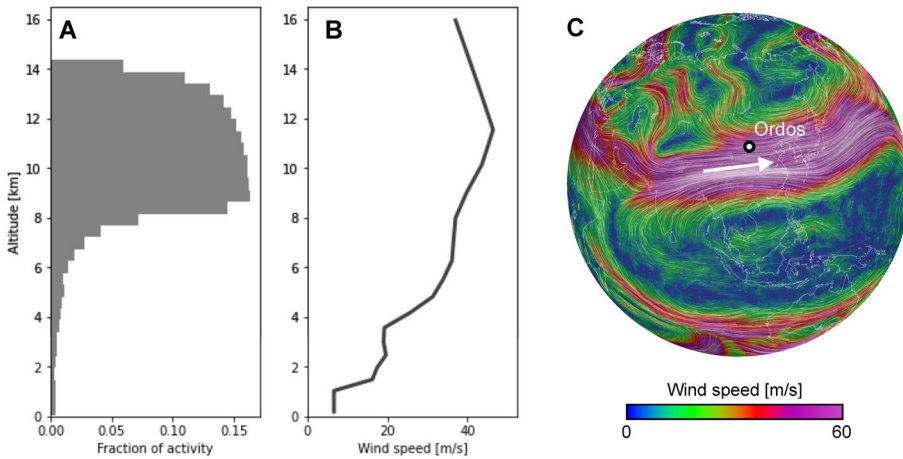 A
B
C
16
14
12
10
8
6
4
2
0
Altitude [km]
0.00 0.05 0.10 0.15
Fraction of activity
16
14
12
10
8
6
4
2
0
0 20 40
Wind speed [m/s]
Ordos
Wind speed [m/s]
0 60